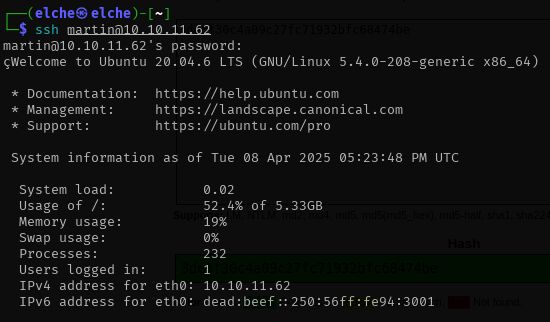 ┌──(elche㉿elche)-[~]
└─$ ssh martin@10.10.11.62
martin@10.10.11.62's password:
çWelcome to Ubuntu 20.04.6 LTS (GNU/Linux 5.4.0-208-generic x86_64)
* Documentation:  https://help.ubuntu.com
* Management:     https://landscape.canonical.com
* Support:        https://ubuntu.com/pro
System information as of Tue 08 Apr 2025 05:23:48 PM UTC
System load:           0.02
Usage of /:            52.4% of 5.33GB
Memory usage:          19%
Swap usage:            0%
Processes:             232
Users logged in:       1
Hash
IPv4 address for eth0: 10.10.11.62
IPv6 address for eth0: dead:beef::250:56ff:fe94:3001
Not found